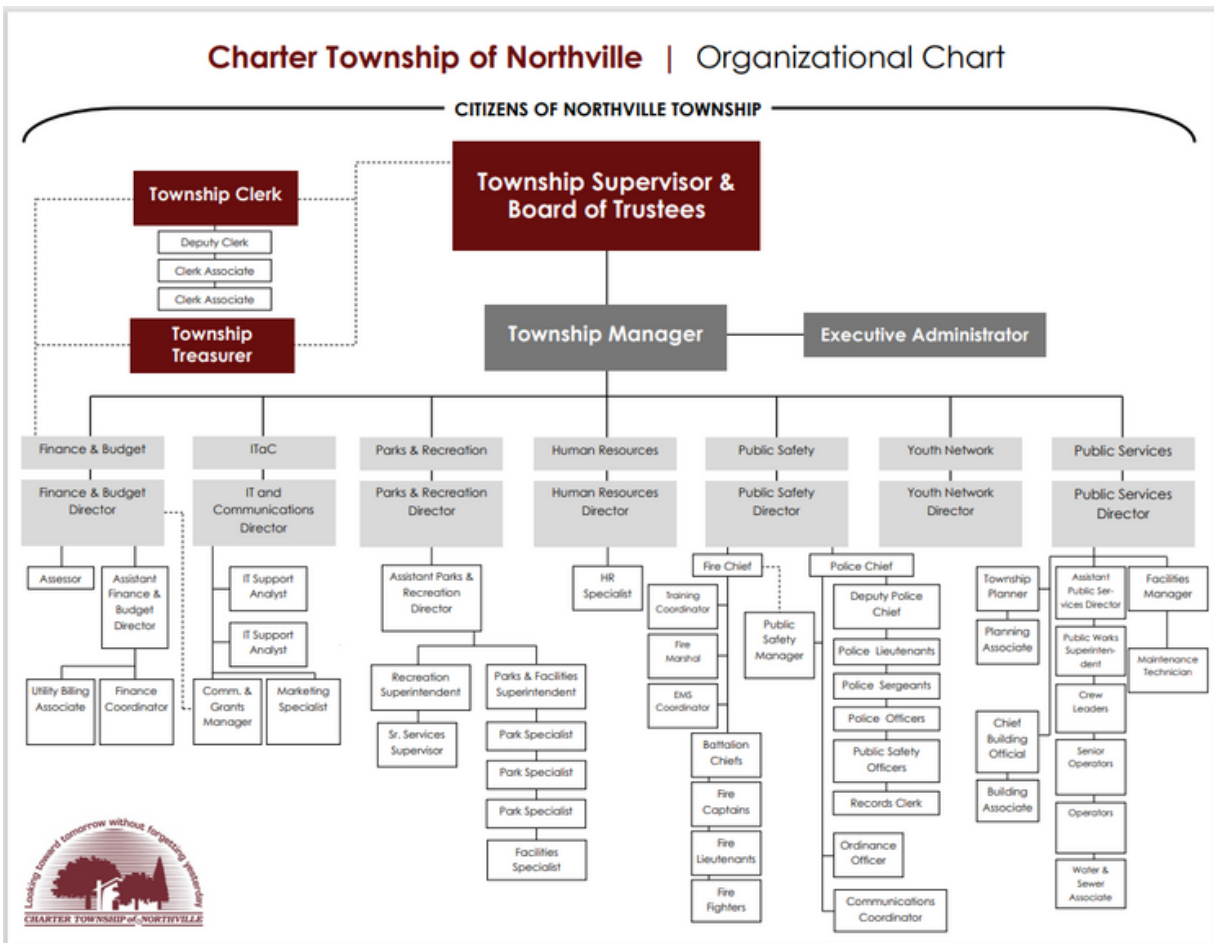 Charter Township of Northville | Organizational Chart
CITIZENS OF NORTHVILLE TOWNSHIP
Township Supervisor &
Board of Trustees
Township Clerk
Deputy Clerk
Clerk Associate
Clerk Associate
Township
Treasurer
Township Manager
Executive Administrator
Finance & Budget
ITaC
Parks & Recreation
Human Resources
Public Safety
Youth Network
Public Services
Finance & Budget
Director
IT and
Communications
Director
Parks & Recreation
Director
Human Resources
Director
Public Safety
Director
Youth Network
Director
Public Services
Director
Assessor
Assistant
Finance &
Budget
Director
Utility Billing
Associate
Finance
Coordinator
IT Support
Analyst
IT Support
Analyst
Comm. &
Grants
Manager
Marketing
Specialist
Assistant Parks &
Recreation
Director
Recreation
Superintendent
Sr. Services
Supervisor
Parks & Facilities
Superintendent
Park Specialist
Park Specialist
Park Specialist
Facilities
Specialist
HR
Specialist
Fire Chief
Training
Coordinator
Fire
Marshal
EMS
Coordinator
Battalion
Chiefs
Fire
Captains
Fire
Lieutenants
Fire
Fighters
Public
Safety
Manager
Police Chief
Deputy Police
Chief
Police Lieutenants
Police Sergeants
Police Officers
Public Safety
Officers
Records Clerk
Ordinance
Officer
Communications
Coordinator
Township
Planner
Planning
Associate
Chief
Building
Official
Building
Associate
Assistant
Public Ser-
vices Director
Public Works
Superinten-
dent
Crew
Leaders
Senior
Operators
Operators
Water &
Sewer
Associate
Facilities
Manager
Maintenance
Technician
Looking toward tomorrow without forgetting yesterday
CHARTER TOWNSHIP of NORTHVILLE